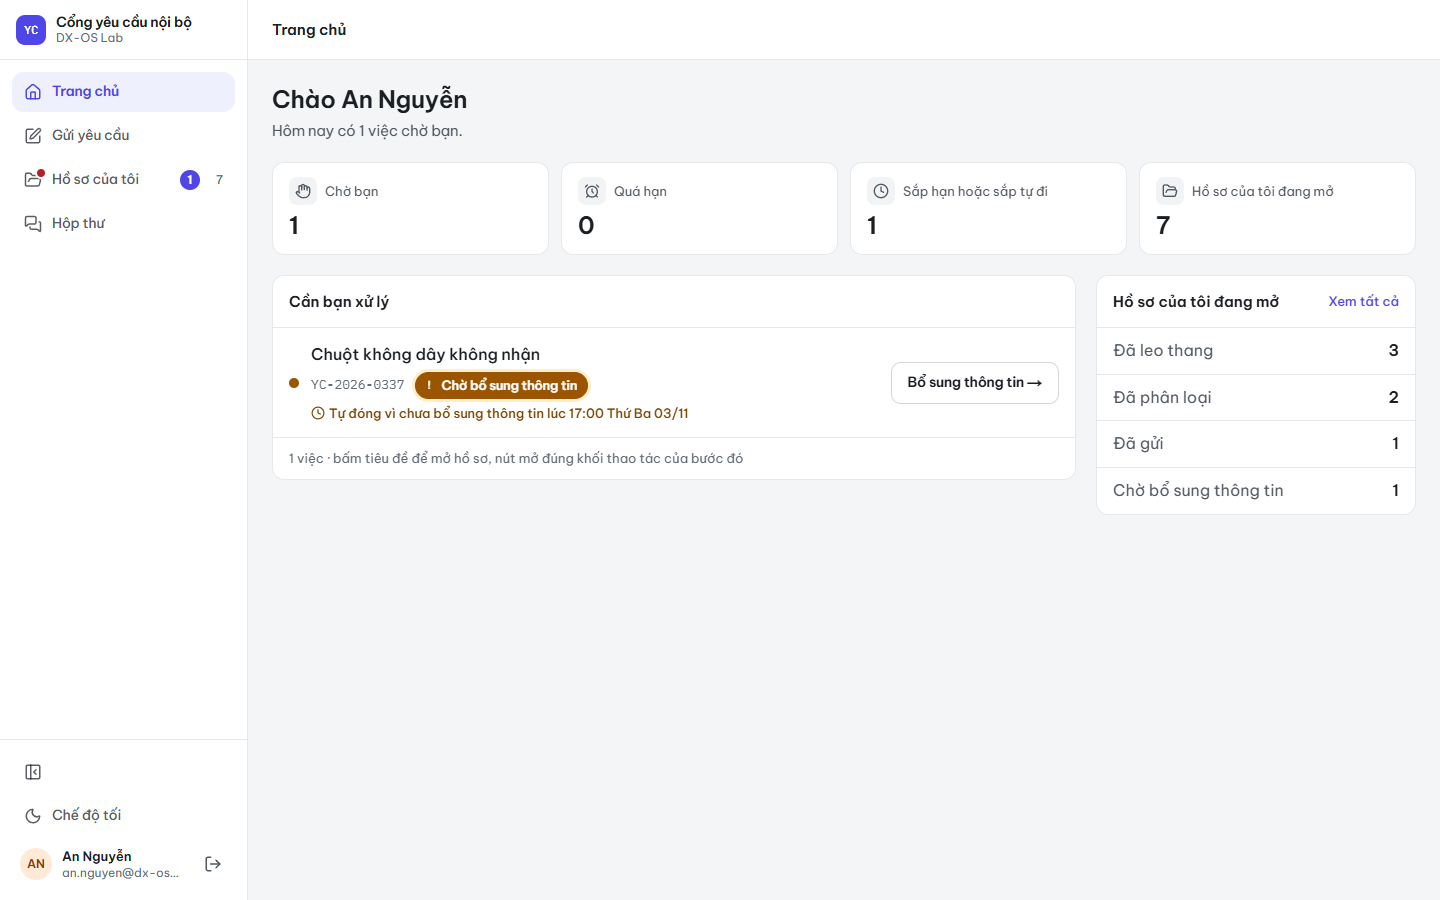 YC
Cổng yêu cầu nội bộ
DX-OS Lab
Trang chủ
Gửi yêu cầu
Hồ sơ của tôi 1 7
Hộp thư
Chế độ tối
AN
An Nguyễn
an.nguyen@dx-os...
Trang chủ
Chào An Nguyễn
Hôm nay có 1 việc chờ bạn.
Chờ bạn
1
Quá hạn
0
Sắp hạn hoặc sắp tự đi
1
Hồ sơ của tôi đang mở
7
Cần bạn xử lý
Chuột không dây không nhận
YC-2026-0337 ! Chờ bổ sung thông tin
Tự đóng vì chưa bổ sung thông tin lúc 17:00 Thứ Ba 03/11
Bổ sung thông tin →
1 việc · bấm tiêu đề để mở hồ sơ, nút mở đúng khối thao tác của bước đó
Hồ sơ của tôi đang mở Xem tất cả
Đã leo thang 3
Đã phân loại 2
Đã gửi 1
Chờ bổ sung thông tin 1